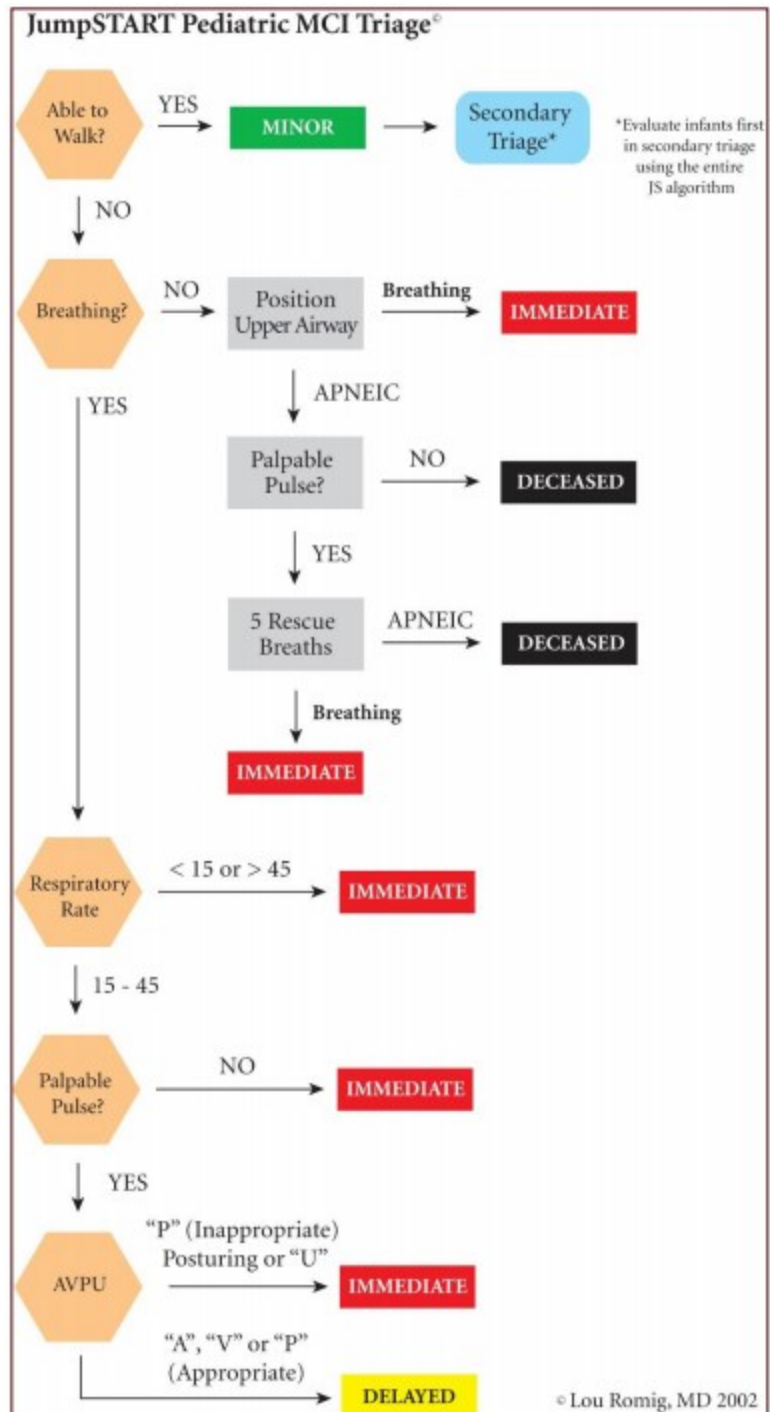 JumpSTART Pediatric MCI Triage©
Able to
Walk?
YES
MINOR
Secondary
Triage*
*Evaluate infants first
in secondary triage
using the entire
JS algorithm
NO
Breathing?
NO
Position
Upper Airway
Breathing
IMMEDIATE
YES
APNEIC
Palpable
Pulse?
NO
DECEASED
YES
5 Rescue
Breaths
APNEIC
DECEASED
Breathing
IMMEDIATE
Respiratory
Rate
< 15 or > 45
IMMEDIATE
15 - 45
Palpable
Pulse?
NO
IMMEDIATE
YES
AVPU
“P” (Inappropriate)
Posturing or “U”
IMMEDIATE
“A”, “V” or “P”
(Appropriate)
DELAYED
© Lou Romig, MD 2002